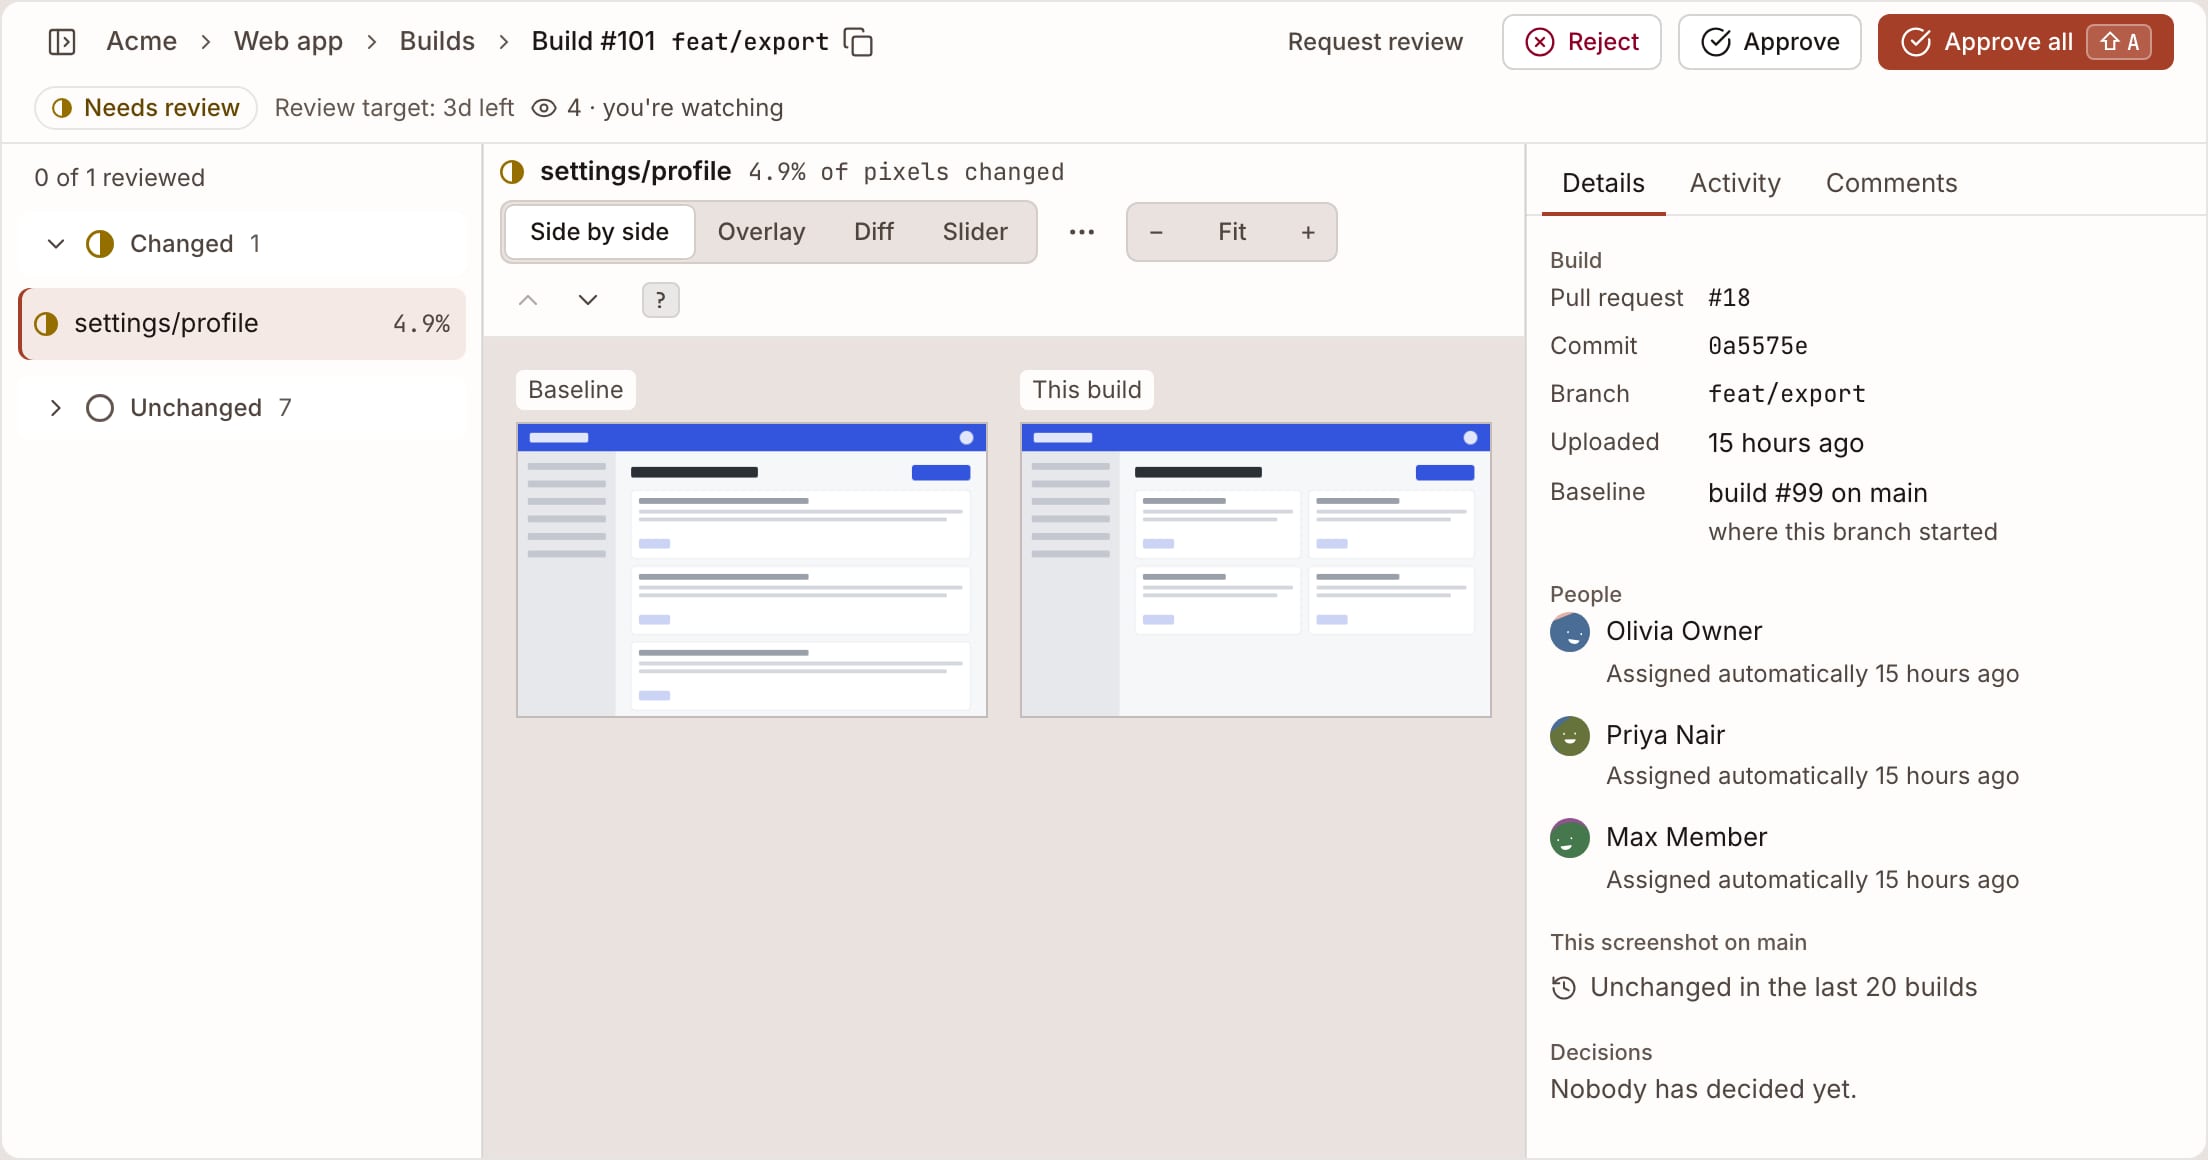 Acme > Web app > Builds > Build #101 feat/export
Request review
Reject
Approve
Approve all ⇧ A
Needs review
Review target: 3d left
4 · you're watching
0 of 1 reviewed
Changed 1
settings/profile 4.9%
Unchanged 7
settings/profile 4.9% of pixels changed
Side by side
Overlay
Diff
Slider
− Fit +
?
Baseline
This build
Details
Activity
Comments
Build
Pull request #18
Commit 0a5575e
Branch feat/export
Uploaded 15 hours ago
Baseline build #99 on main
where this branch started
People
Olivia Owner
Assigned automatically 15 hours ago
Priya Nair
Assigned automatically 15 hours ago
Max Member
Assigned automatically 15 hours ago
This screenshot on main
Unchanged in the last 20 builds
Decisions
Nobody has decided yet.